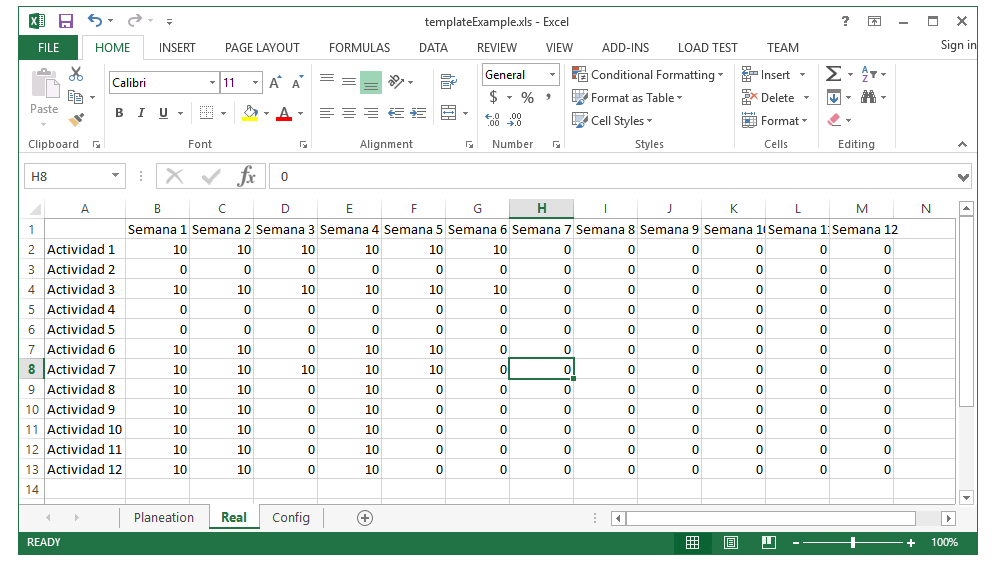 templateExample.xls - Excel
FILE HOME INSERT PAGE LAYOUT FORMULAS DATA REVIEW VIEW ADD-INS LOAD TEST TEAM Sign in
Calibri 11 General Conditional Formatting Insert
Paste $ % , Format as Table Delete
B I U A Cell Styles Format
Clipboard Font Alignment Number Styles Cells Editing
H8 fx 0
A B C D E F G H I J K L M N
1 Semana 1 Semana 2 Semana 3 Semana 4 Semana 5 Semana 6 Semana 7 Semana 8 Semana 9 Semana 10 Semana 11 Semana 12
2 Actividad 1 10 10 10 10 10 10 0 0 0 0 0 0
3 Actividad 2 0 0 0 0 0 0 0 0 0 0 0 0
4 Actividad 3 10 10 10 10 10 10 0 0 0 0 0 0
5 Actividad 4 0 0 0 0 0 0 0 0 0 0 0 0
6 Actividad 5 0 0 0 0 0 0 0 0 0 0 0 0
7 Actividad 6 10 10 0 10 10 0 0 0 0 0 0 0
8 Actividad 7 10 10 10 10 10 0 0 0 0 0 0 0
9 Actividad 8 10 10 0 10 0 0 0 0 0 0 0 0
10 Actividad 9 10 10 0 10 0 0 0 0 0 0 0 0
11 Actividad 10 10 10 0 10 0 0 0 0 0 0 0 0
12 Actividad 11 10 10 0 10 0 0 0 0 0 0 0 0
13 Actividad 12 10 10 0 10 0 0 0 0 0 0 0 0
14
Planeation Real Config
READY 100%